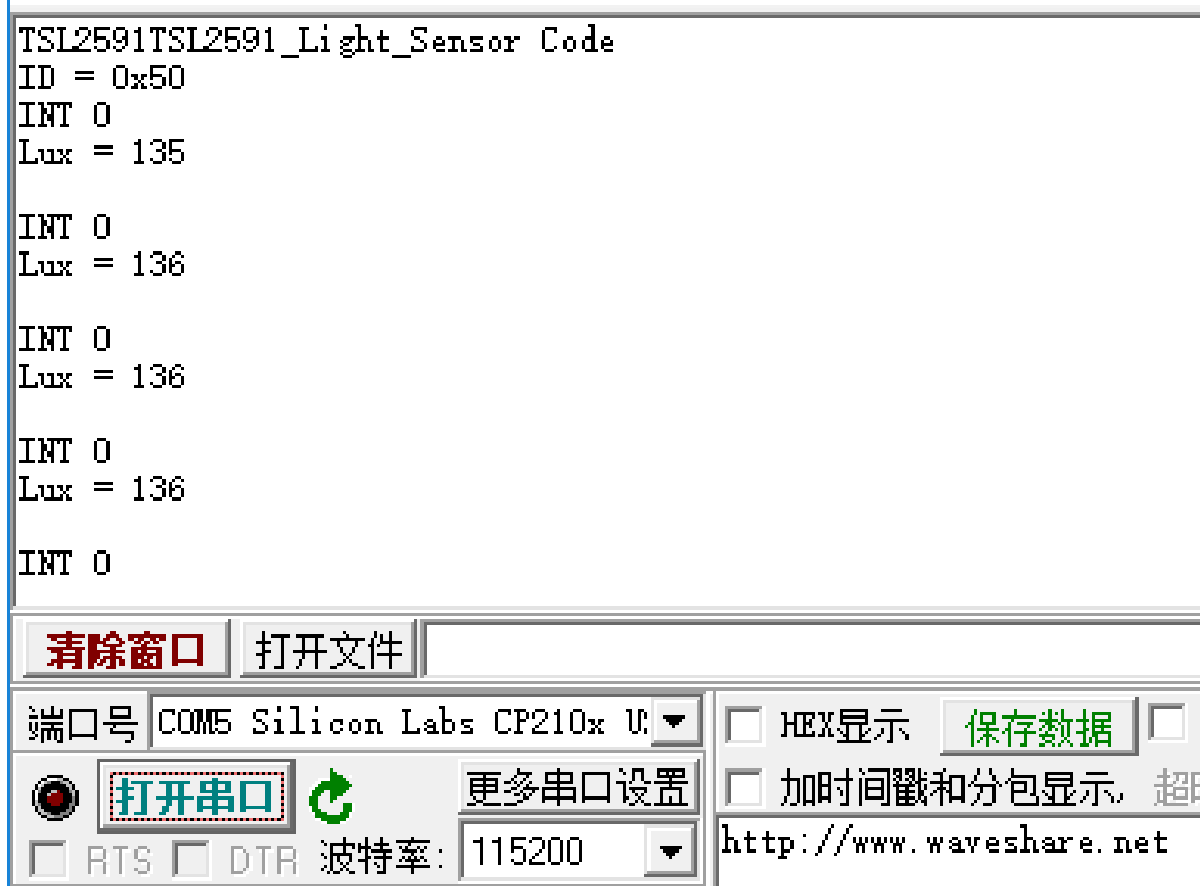 TSL2591TSL2591_Light_Sensor Code
ID = 0x50
INT 0
Lux = 135
INT 0
Lux = 136
INT 0
Lux = 136
INT 0
Lux = 136
INT 0
清除窗口 打开文件
端口号 COM5 Silicon Labs CP210x
HEX显示 保存数据
打开串口 更多串口设置
加时间戳和分包显示,
RTS DTR 波特率: 115200
http://www.waveshare.net